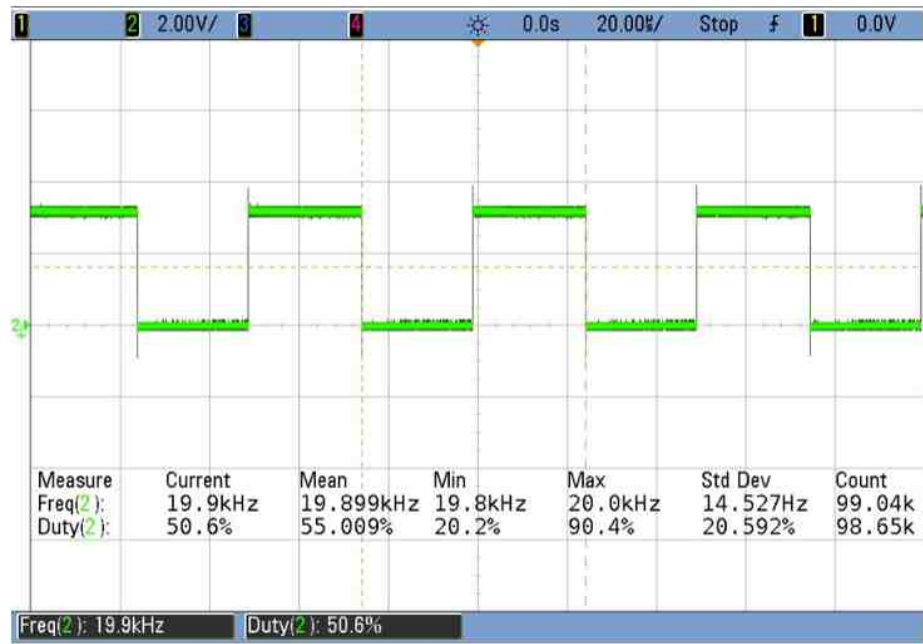 1 2 2.00V/ 3 4 0.0s 20.00㎲/ Stop 1 0.0V
2
Measure Current Mean Min Max Std Dev Count
Freq(2): 19.9kHz 19.899kHz 19.8kHz 20.0kHz 14.527Hz 99.04k
Duty(2): 50.6% 55.009% 20.2% 90.4% 20.592% 98.65k
Freq(2): 19.9kHz Duty(2): 50.6%